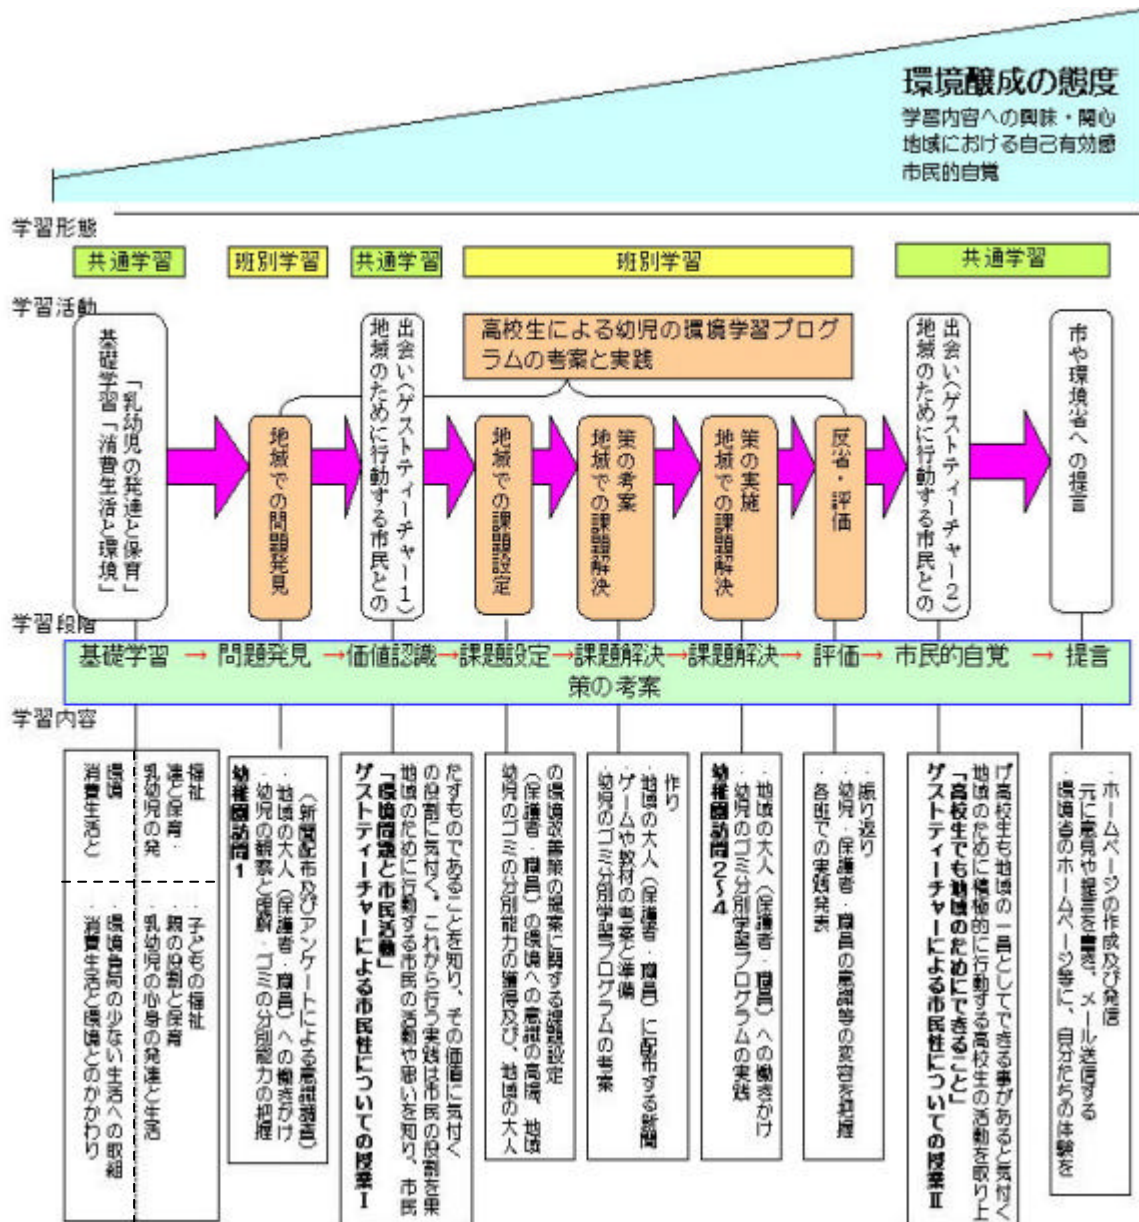 環境醸成の態度
学習内容への興味・関心
地域における自己有効感
市民的自覚
学習形態
共通学習
班別学習
共通学習
班別学習
共通学習
学習活動
「乳幼児の発達と保育」
基礎学習「消費生活と環境」
地域での問題発見
出会い(ゲストティーチャー1)
地域のために行動する市民との
高校生による幼児の環境学習プログ
ラムの考案と実践
地域での課題設定
策の考案
地域での課題解決
策の実施
地域での課題解決
反省・評価
出会い(ゲストティーチャー2)
地域のために行動する市民との
市や環境省への提言
学習段階
基礎学習 → 問題発見 → 価値認識 → 課題設定 → 課題解決 → 課題解決 → 評価 → 市民的自覚 → 提言
策の考案
学習内容
福祉
達と保育・
乳幼児の発
環境
消費生活と
子どもの福祉
親の役割と保育
乳幼児の心身の発達と生活
環境負荷の少ない生活への取組
消費生活と環境とのかかわり
(新聞配布及びアンケートによる意識調査)
・地域の大人(保護者・職員)への働きかけ
・幼児の観察と理解・ゴミの分別能力の把握
幼稚園訪問1
たすものであることを知り、その価値に気付く
の役割に気付く。これから行う実践は市民の役割を果
地域のために行動する市民の活動や思いを知り、市民
「環境問題と市民活動」
ゲストティーチャーによる市民性についての授業Ⅰ
の環境改善策の提案に関する課題設定
(保護者・職員)の環境への意識の高揚、地域
幼児のゴミの分別能力の獲得及び、地域の大人
作り
・地域の大人(保護者・職員)に配布する新聞
・ゲームや教材の考案と準備
・幼児のゴミ分別学習プログラムの考案
・地域の大人(保護者・職員)への働きかけ
・幼児のゴミ分別学習プログラムの実践
幼稚園訪問2~4
振り返り
・幼児・保護者・職員の意識等の変容を把握
・各班での実践発表
げ高校生も地域の一員としてできる事があると気付く
地域のために積極的に行動する高校生の活動を取り上
「高校生でも地域のためにできること」
ゲストティーチャーによる市民性についての授業Ⅱ
・ホームページの作成及び発信
元に意見や提言を書き、メール送信する
・環境省のホームページ等に、自分たちの体験を